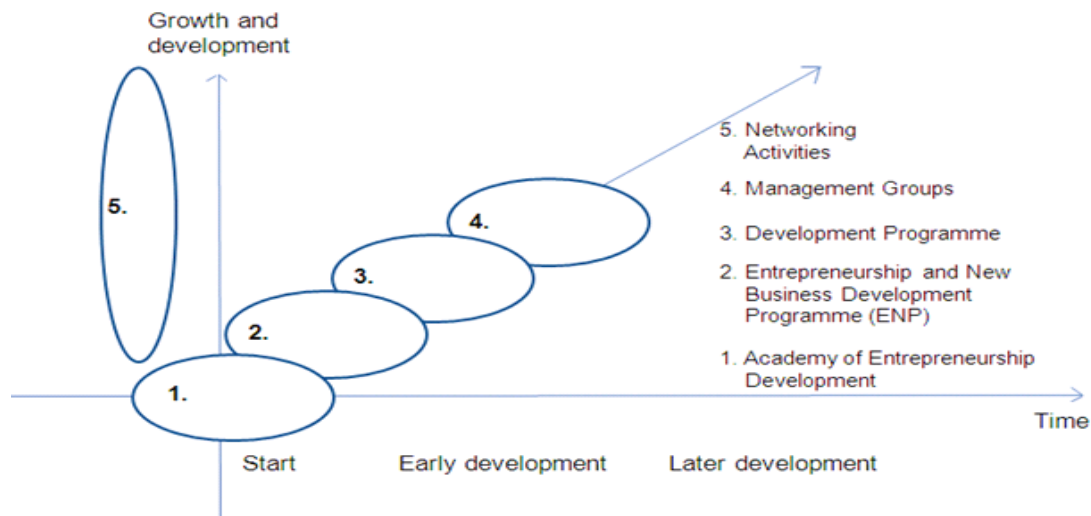 Growth and
development
5. Networking
Activities
4. Management Groups
3. Development Programme
2. Entrepreneurship and New
Business Development
Programme (ENP)
1. Academy of Entrepreneurship
Development
5.
4.
3.
2.
1.
Time
Start
Early development
Later development